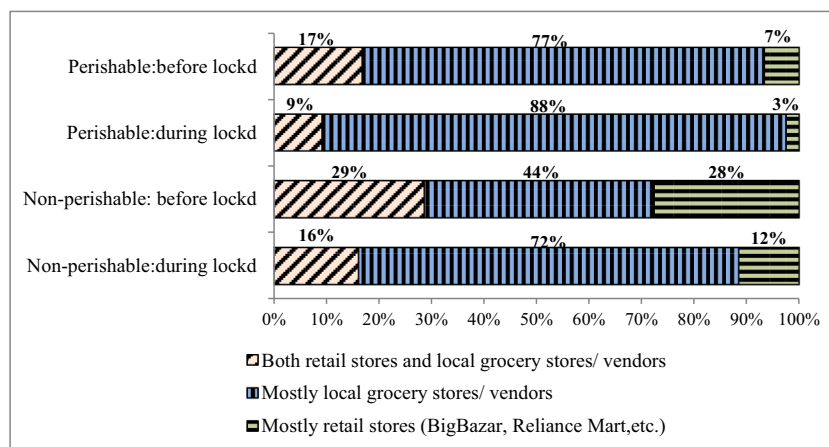 17% 77% 7%
Perishable:before lockd
9% 88% 3%
Perishable:during lockd
29% 44% 28%
Non-perishable: before lockd
16% 72% 12%
Non-perishable:during lockd
0% 10% 20% 30% 40% 50% 60% 70% 80% 90% 100%
Both retail stores and local grocery stores/ vendors
Mostly local grocery stores/ vendors
Mostly retail stores (BigBazar, Reliance Mart,etc.)